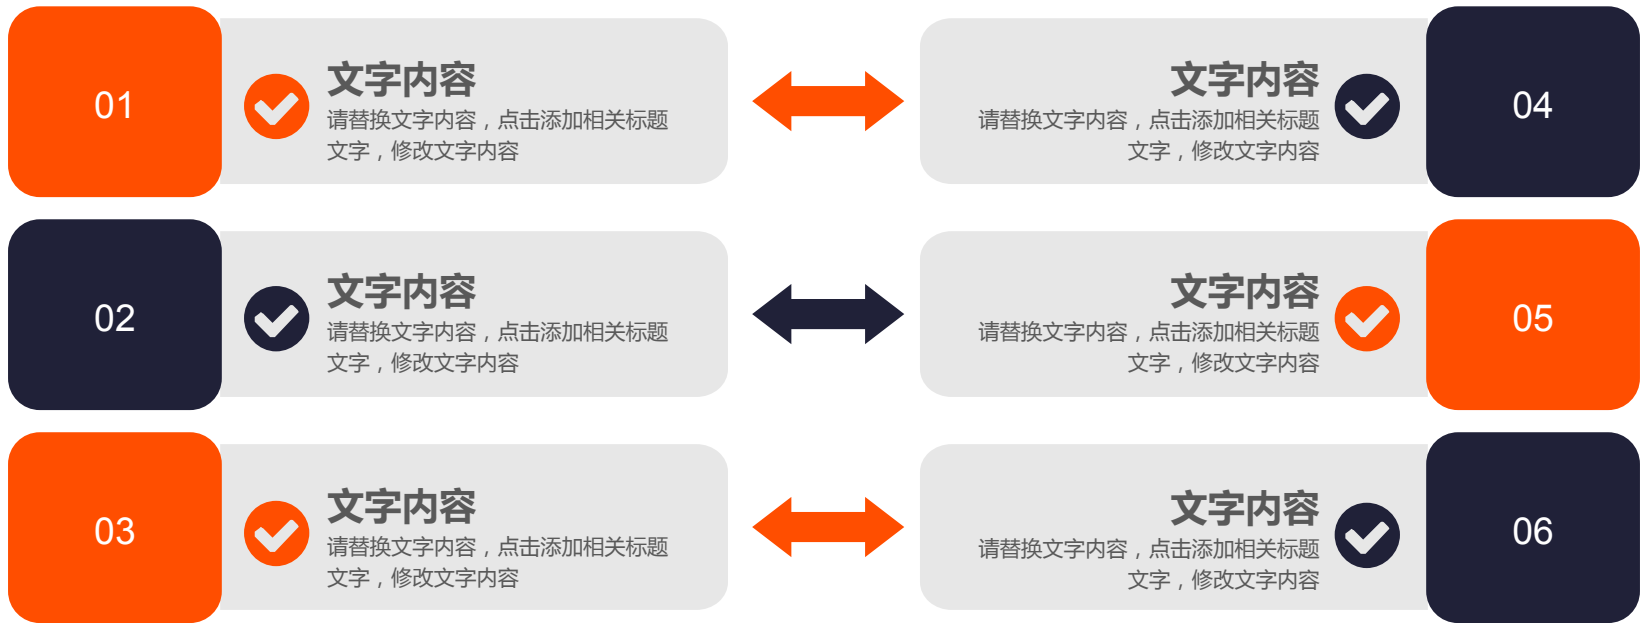 01
文字内容
请替换文字内容，点击添加相关标题
文字，修改文字内容
文字内容
请替换文字内容，点击添加相关标题
文字，修改文字内容
04
02
文字内容
请替换文字内容，点击添加相关标题
文字，修改文字内容
文字内容
请替换文字内容，点击添加相关标题
文字，修改文字内容
05
03
文字内容
请替换文字内容，点击添加相关标题
文字，修改文字内容
文字内容
请替换文字内容，点击添加相关标题
文字，修改文字内容
06